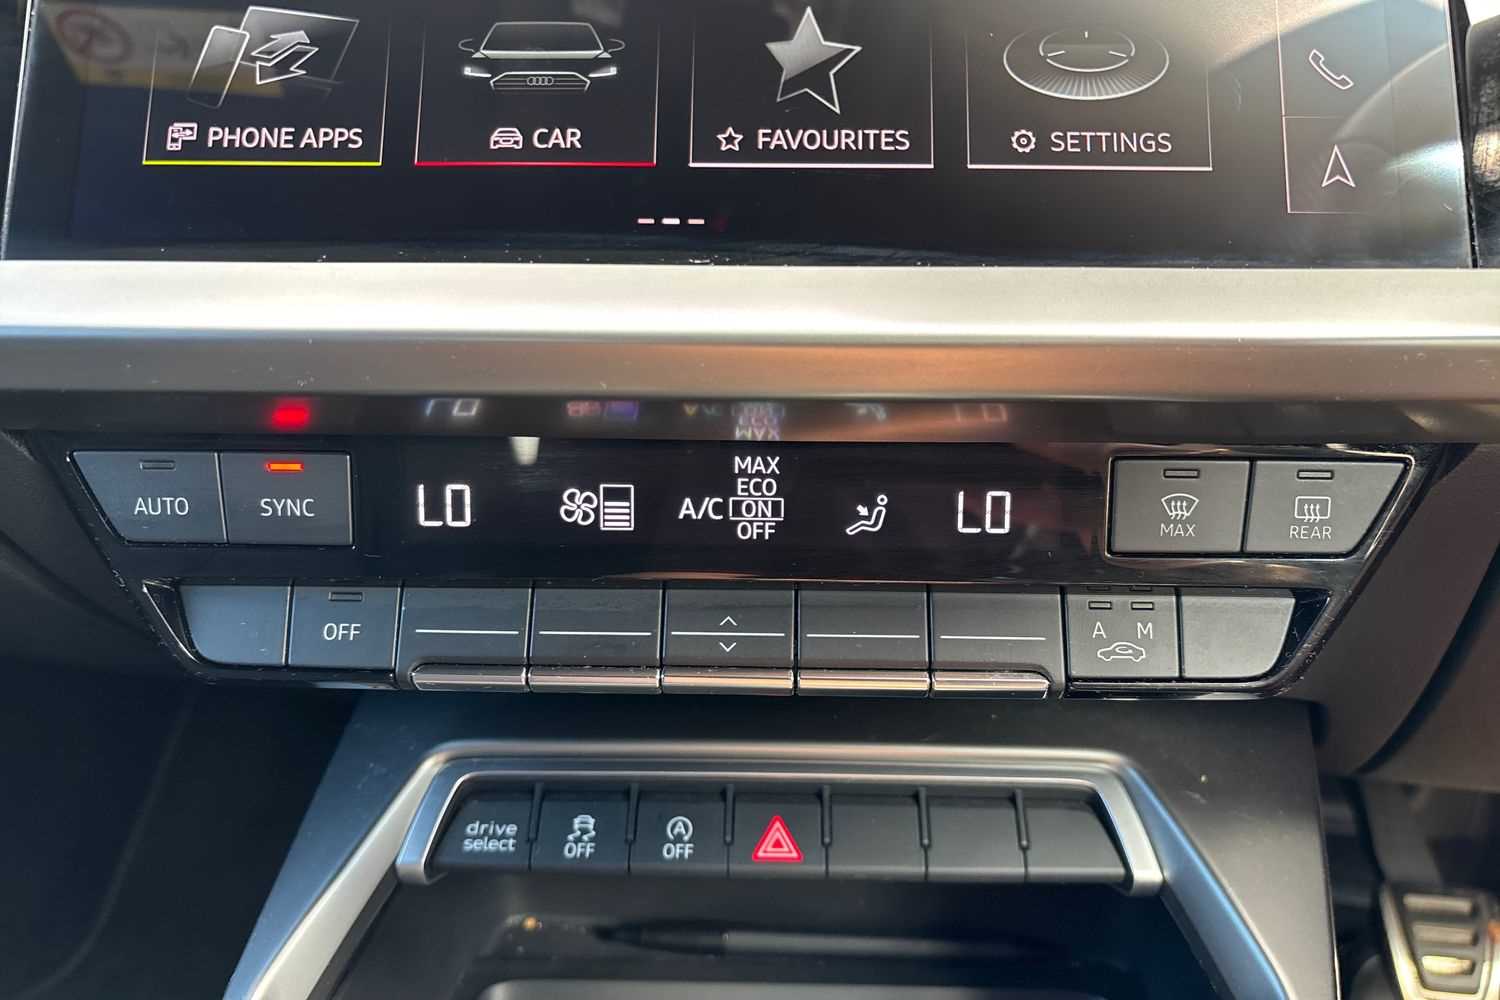 PHONE APPS
CAR
FAVOURITES
SETTINGS
AUTO
SYNC
LO
A/C
MAX
ECO
ON
OFF
LO
MAX
REAR
OFF
A M
drive
select
OFF
A
OFF